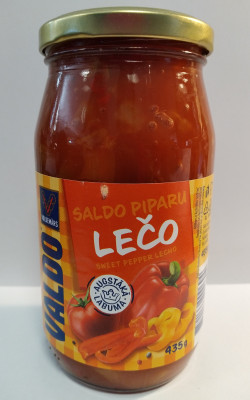 VALDO
SALDO PIPARU
LEČO
SWEET PEPPER LECHO
AUGSTĀKĀ
LABUMA
435g